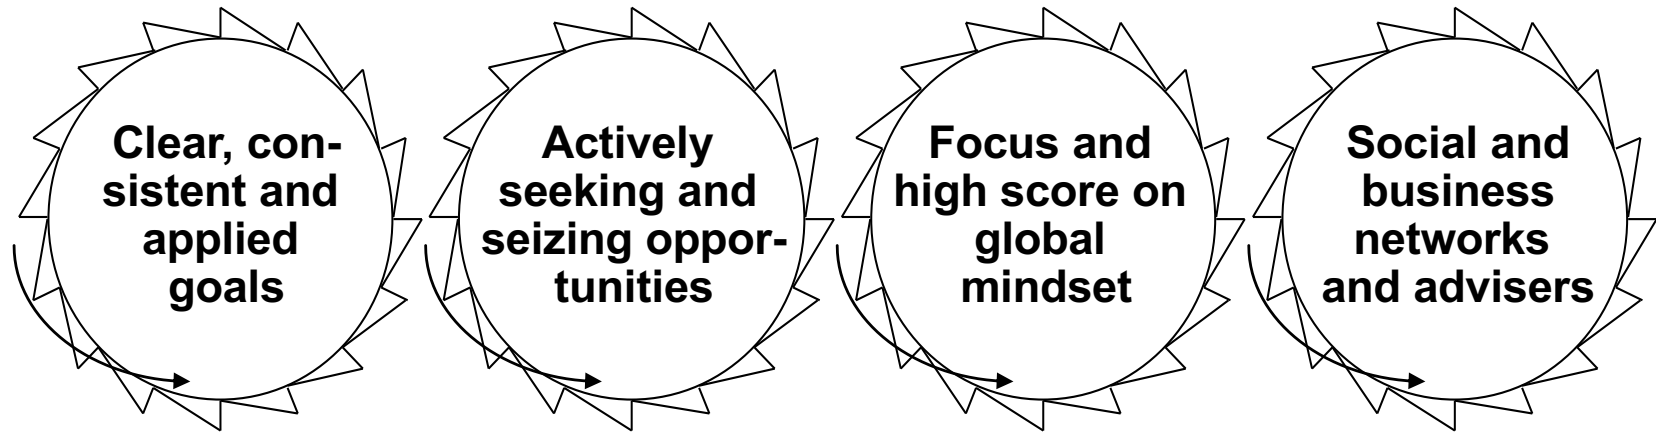 Clear, con-
sistent and
applied
goals
Actively
seeking and
seizing oppor-
tunities
Focus and
high score on
global
mindset
Social and
business
networks
and advisers